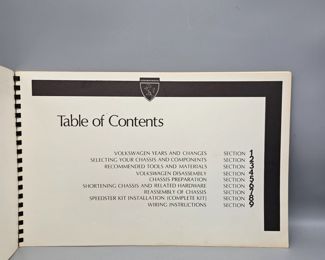 Table of Contents
VOLKSWAGEN YEARS AND CHANGES SECTION 1
SELECTING YOUR CHASSIS AND COMPONENTS SECTION 2
RECOMMENDED TOOLS AND MATERIALS SECTION 3
VOLKSWAGEN DISASSEMBLY SECTION 4
CHASSIS PREPARATION SECTION 5
SHORTENING CHASSIS AND RELATED HARDWARE SECTION 6
REASSEMBLY OF CHASSIS SECTION 7
SPEEDSTER KIT INSTALLATION (COMPLETE KIT) SECTION 8
WIRING INSTRUCTIONS SECTION 9